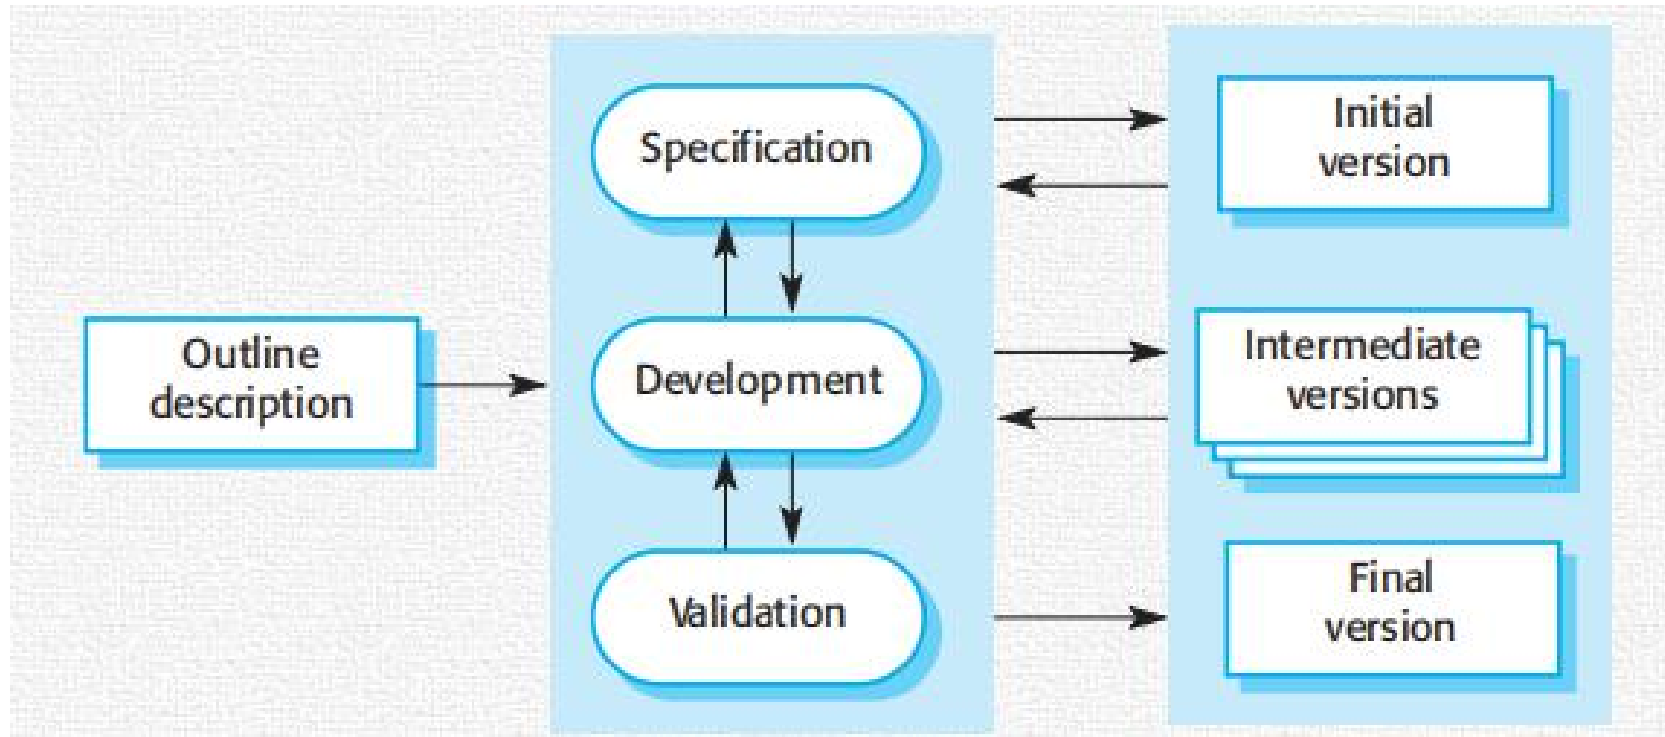 Outline
description
Specification
Development
Validation
Initial
version
Intermediate
versions
Final
version